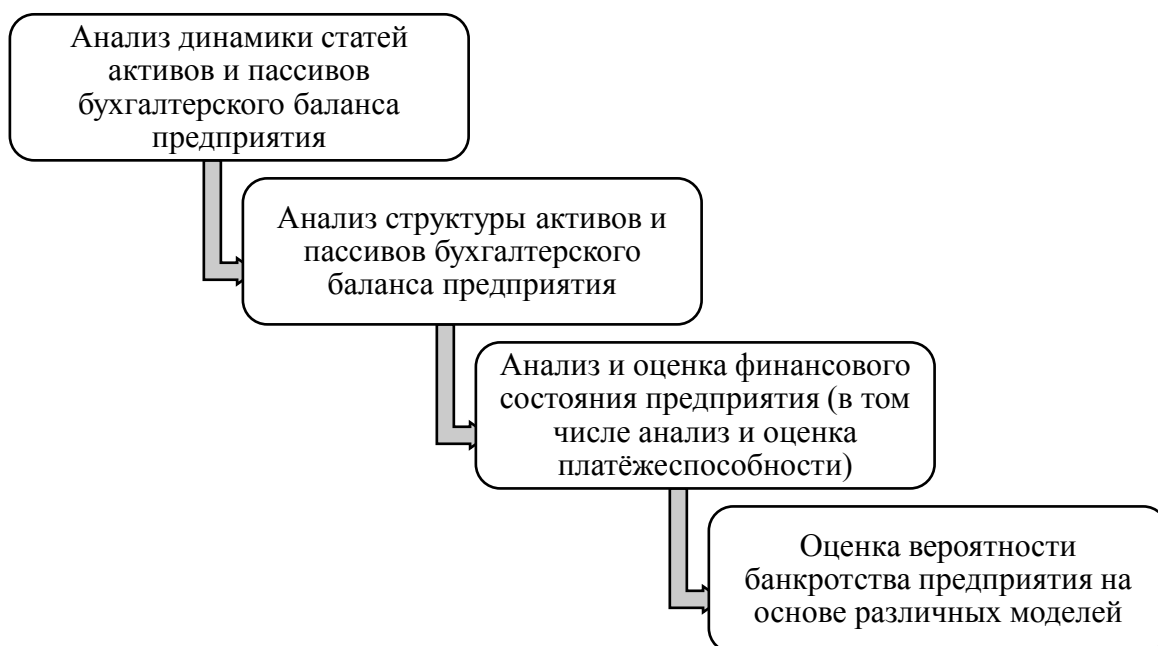 Анализ динамики статей
активов и пассивов
бухгалтерского баланса
предприятия
Анализ структуры активов и
пассивов бухгалтерского
баланса предприятия
Анализ и оценка финансового
состояния предприятия (в том
числе анализ и оценка
платёжеспособности)
Оценка вероятности
банкротства предприятия на
основе различных моделей